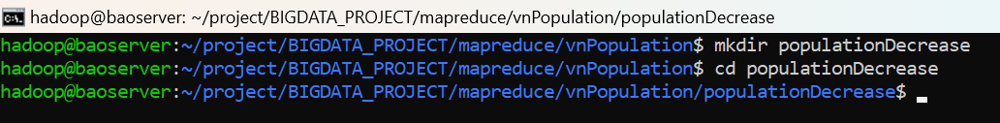 hadoop@baoserver: ~/project/BIGDATA_PROJECT/mapreduce/vnPopulation/populationDecrease
hadoop@baoserver:~/project/BIGDATA_PROJECT/mapreduce/vnPopulation$ mkdir populationDecrease
hadoop@baoserver:~/project/BIGDATA_PROJECT/mapreduce/vnPopulation$ cd populationDecrease
hadoop@baoserver:~/project/BIGDATA_PROJECT/mapreduce/vnPopulation/populationDecrease$